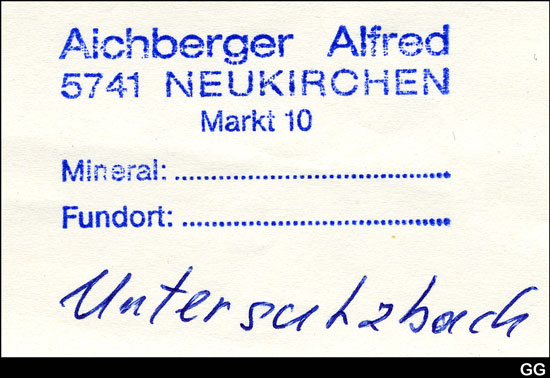 Aichberger Alfred
5741 NEUKIRCHEN
Markt 10
Mineral: ........................................
Fundort: ........................................
Untersulzbach
GG